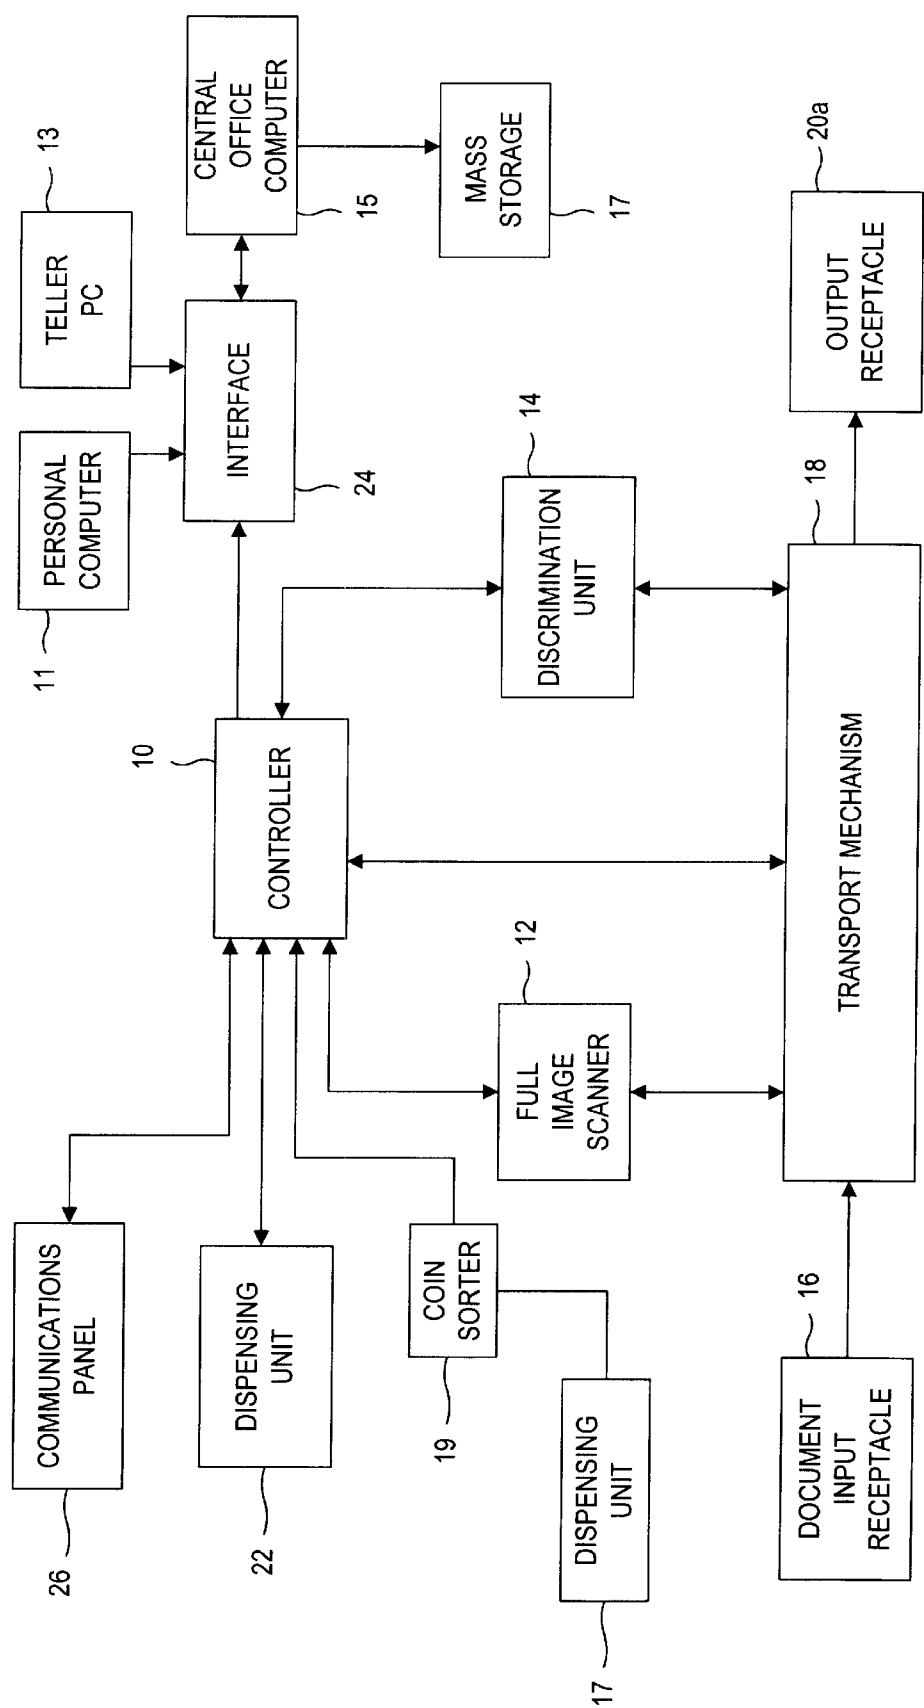 COMMUNICATIONS
PANEL
26
DISPENSING
UNIT
22
COIN
SORTER
19
DISPENSING
UNIT
17
DOCUMENT
INPUT
RECEPTACLE
16
FULL
IMAGE
SCANNER
12
CONTROLLER
10
PERSONAL
COMPUTER
11
TELLER
PC
13
INTERFACE
24
CENTRAL
OFFICE
COMPUTER
15
MASS
STORAGE
17
DISCRIMINATION
UNIT
14
TRANSPORT MECHANISM
18
OUTPUT
RECEPTACLE
20a